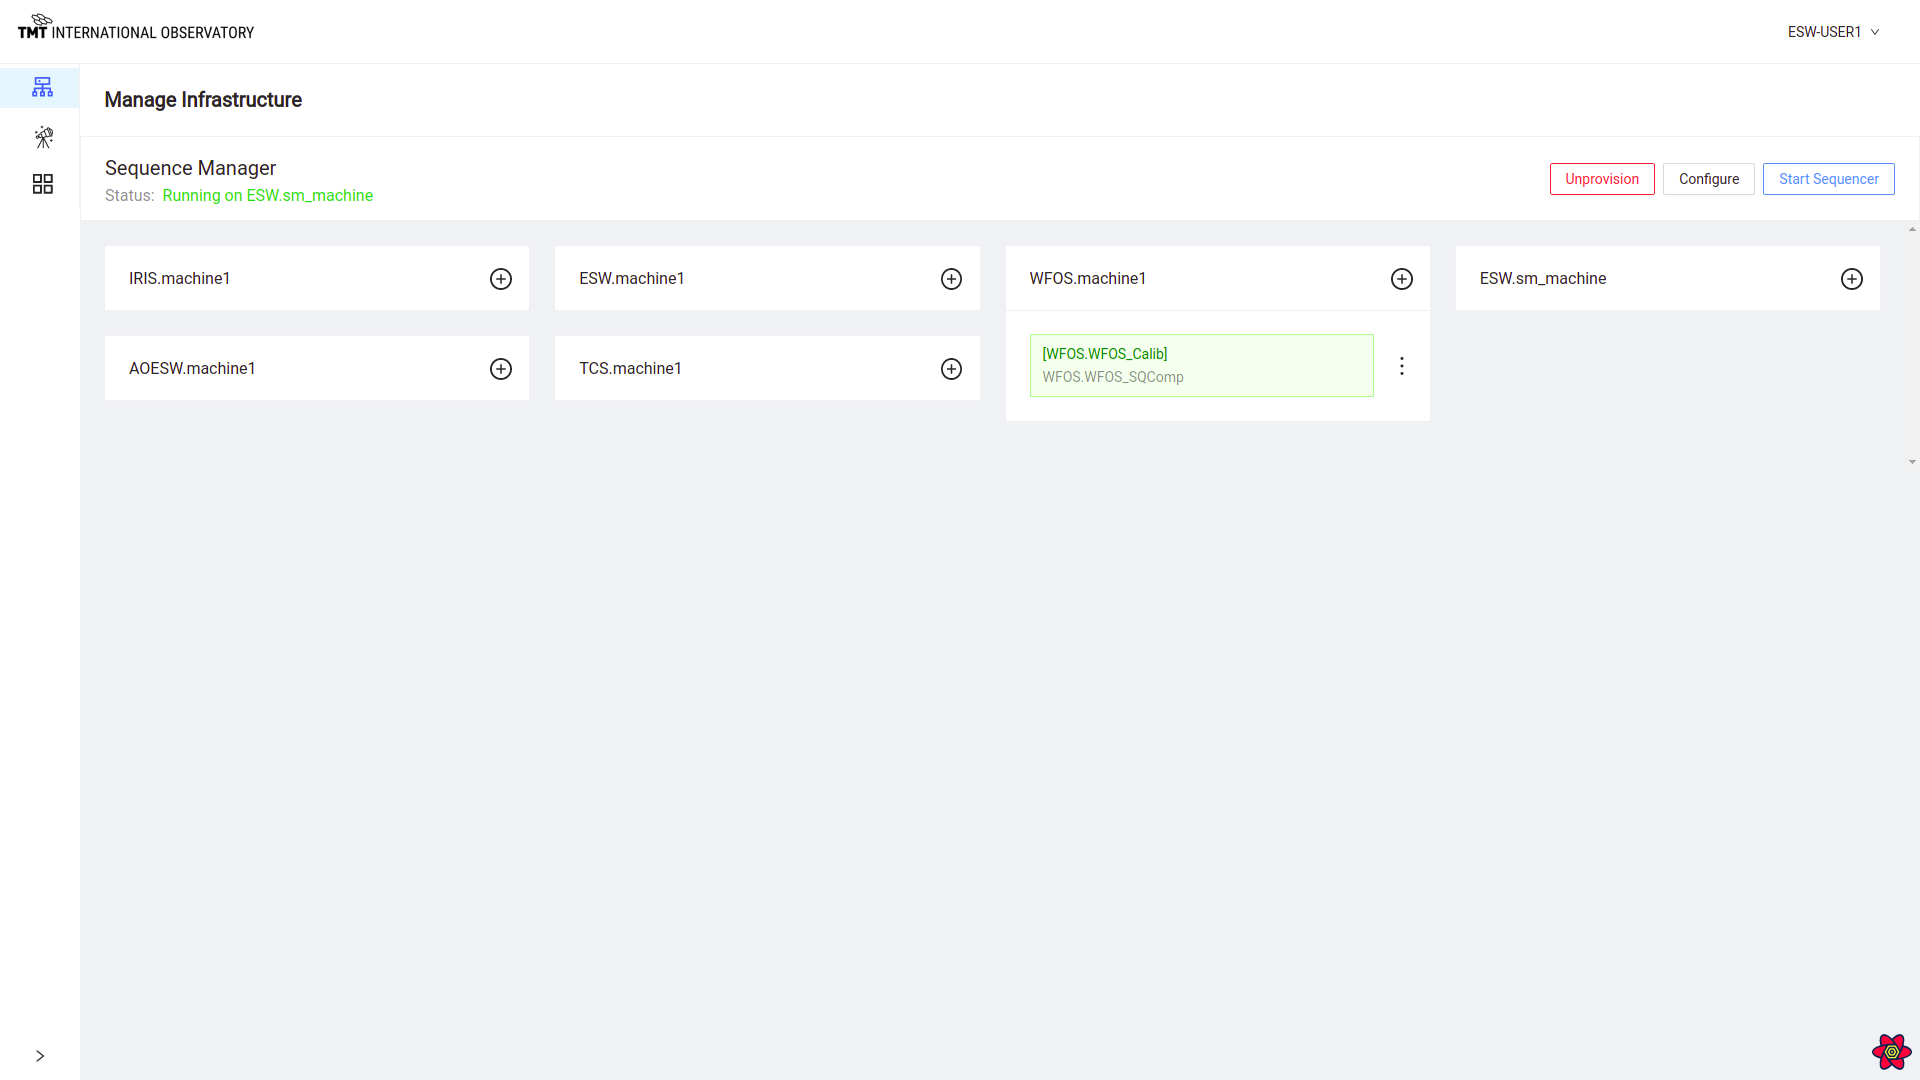 TMT INTERNATIONAL OBSERVATORY
ESW-USER1
Manage Infrastructure
Sequence Manager
Status: Running on ESW.sm_machine
Unprovision
Configure
Start Sequencer
IRIS.machine1
ESW.machine1
WFOS.machine1
ESW.sm_machine
[WFOS.WFOS_Calib]
WFOS.WFOS_SQComp
AOESW.machine1
TCS.machine1